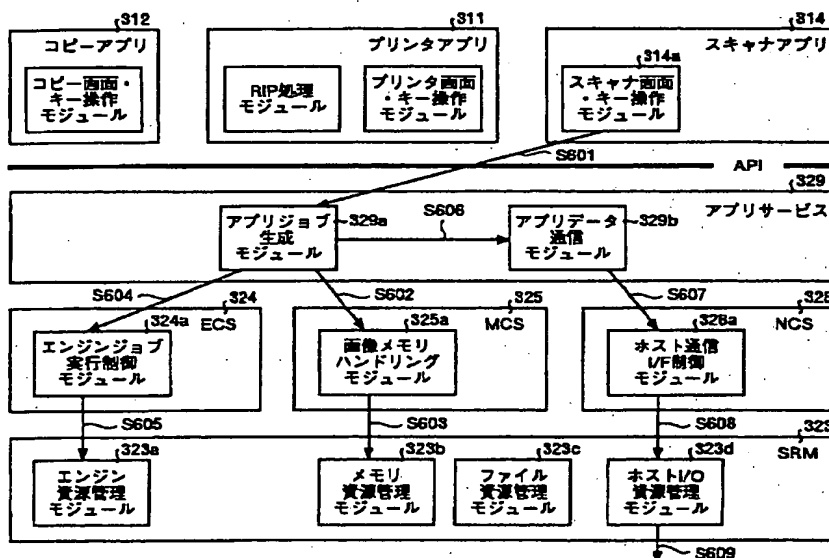 312
コピーアプリ
コピー画面・
キー操作
モジュール
311
プリンタアプリ
RIP処理
モジュール
プリンタ画面
・キー操作
モジュール
314
スキャナアプリ
314a
スキャナ画面
・キー操作
モジュール
S601
API
329
アプリサービス
アプリジョブ
生成
モジュール
329a
S606
アプリデータ
通信
モジュール
329b
S604
S602
S607
324
ECS
324a
エンジンジョブ
実行制御
モジュール
325
MCS
325a
画像メモリ
ハンドリング
モジュール
328
NCS
328a
ホスト通信
I/F制御
モジュール
S605
S603
S608
323
SRM
323a
エンジン
資源管理
モジュール
323b
メモリ
資源管理
モジュール
323c
ファイル
資源管理
モジュール
323d
ホストI/O
資源管理
モジュール
S609